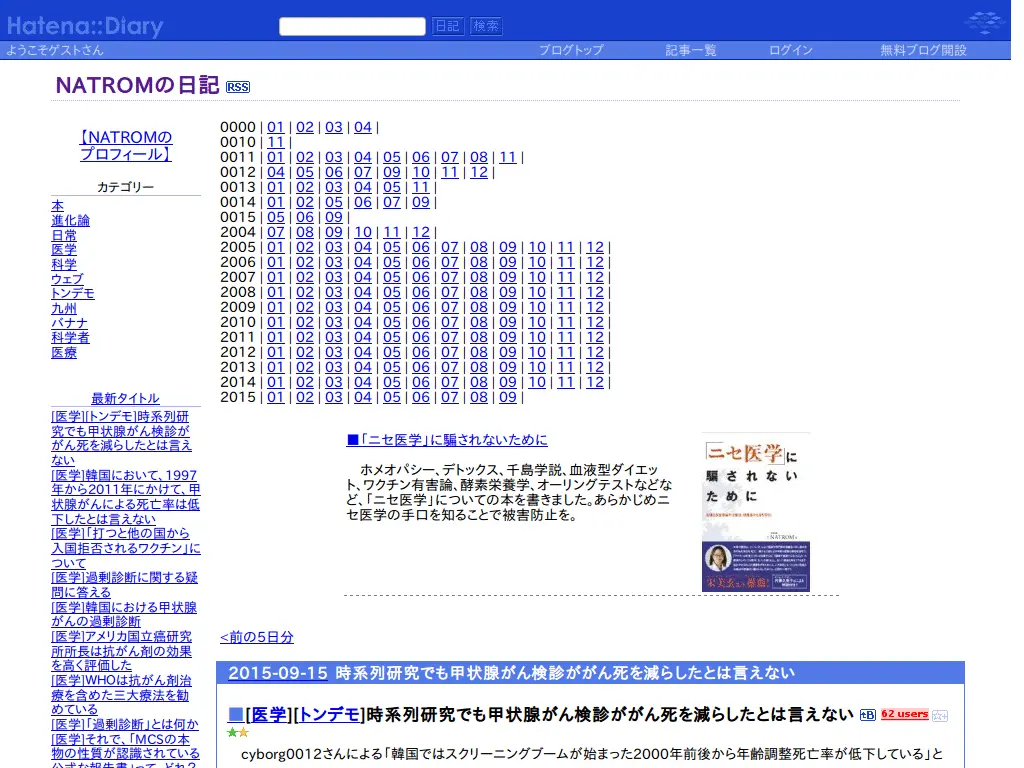 Hatena::Diary
日記 検索
ようこそゲストさん ブログトップ 記事一覧 ログイン 無料ブログ開設
NATROMの日記 RSS
【NATROMの
プロフィール】
カテゴリー
本
進化論
日常
医学
科学
ウェブ
トンデモ
九州
バナナ
科学者
医療
最新タイトル
[医学][トンデモ]時系列研
究でも甲状腺がん検診が
がん死を減らしたとは言え
ない
[医学]韓国において、1997
年から2011年にかけて、甲
状腺がんによる死亡率は低
下したとは言えない
[医学]「打つと他の国から
入国拒否されるワクチン」に
ついて
[医学]過剰診断に関する疑
問に答える
[医学]韓国における甲状腺
がんの過剰診断
[医学]アメリカ国立癌研究
所所長は抗がん剤の効果
を高く評価した
[医学]WHOは抗がん剤治
療を含めた三大療法を勧
めている
[医学]「過剰診断」とは何か
[医学]それで、「MCSの本
物の性質が認識されている
公式な報告書」って、どれ？
0000 | 01 | 02 | 03 | 04 |
0010 | 11 |
0011 | 01 | 02 | 03 | 04 | 05 | 06 | 07 | 08 | 11 |
0012 | 04 | 05 | 06 | 07 | 09 | 10 | 11 | 12 |
0013 | 01 | 02 | 03 | 04 | 05 | 11 |
0014 | 01 | 02 | 05 | 06 | 07 | 09 |
0015 | 05 | 06 | 09 |
2004 | 07 | 08 | 09 | 10 | 11 | 12 |
2005 | 01 | 02 | 03 | 04 | 05 | 06 | 07 | 08 | 09 | 10 | 11 | 12 |
2006 | 01 | 02 | 03 | 04 | 05 | 06 | 07 | 08 | 09 | 10 | 11 | 12 |
2007 | 01 | 02 | 03 | 04 | 05 | 06 | 07 | 08 | 09 | 10 | 11 | 12 |
2008 | 01 | 02 | 03 | 04 | 05 | 06 | 07 | 08 | 09 | 10 | 11 | 12 |
2009 | 01 | 02 | 03 | 04 | 05 | 06 | 07 | 08 | 09 | 10 | 11 | 12 |
2010 | 01 | 02 | 03 | 04 | 05 | 06 | 07 | 08 | 09 | 10 | 11 | 12 |
2011 | 01 | 02 | 03 | 04 | 05 | 06 | 07 | 08 | 09 | 10 | 11 | 12 |
2012 | 01 | 02 | 03 | 04 | 05 | 06 | 07 | 08 | 09 | 10 | 11 | 12 |
2013 | 01 | 02 | 03 | 04 | 05 | 06 | 07 | 08 | 09 | 10 | 11 | 12 |
2014 | 01 | 02 | 03 | 04 | 05 | 06 | 07 | 08 | 09 | 10 | 11 | 12 |
2015 | 01 | 02 | 03 | 04 | 05 | 06 | 07 | 08 | 09 |
■「ニセ医学」に騙されないために
ホメオパシー、デトックス、千島学説、血液型ダイエッ
ト、ワクチン有害論、酵素栄養学、オーリングテストなどな
ど、「ニセ医学」についての本を書きました。あらかじめニ
セ医学の手口を知ることで被害防止を。
「ニセ医学」に
騙されない
ために
NATROM
宋美玄さん推薦!
<前の5日分
2015-09-15 時系列研究でも甲状腺がん検診ががん死を減らしたとは言えない
■[医学][トンデモ]時系列研究でも甲状腺がん検診ががん死を減らしたとは言えない tB 62 users
cyborg0012さんによる「韓国ではスクリーニングブームが始まった2000年前後から年齢調整死亡率が低下している」と